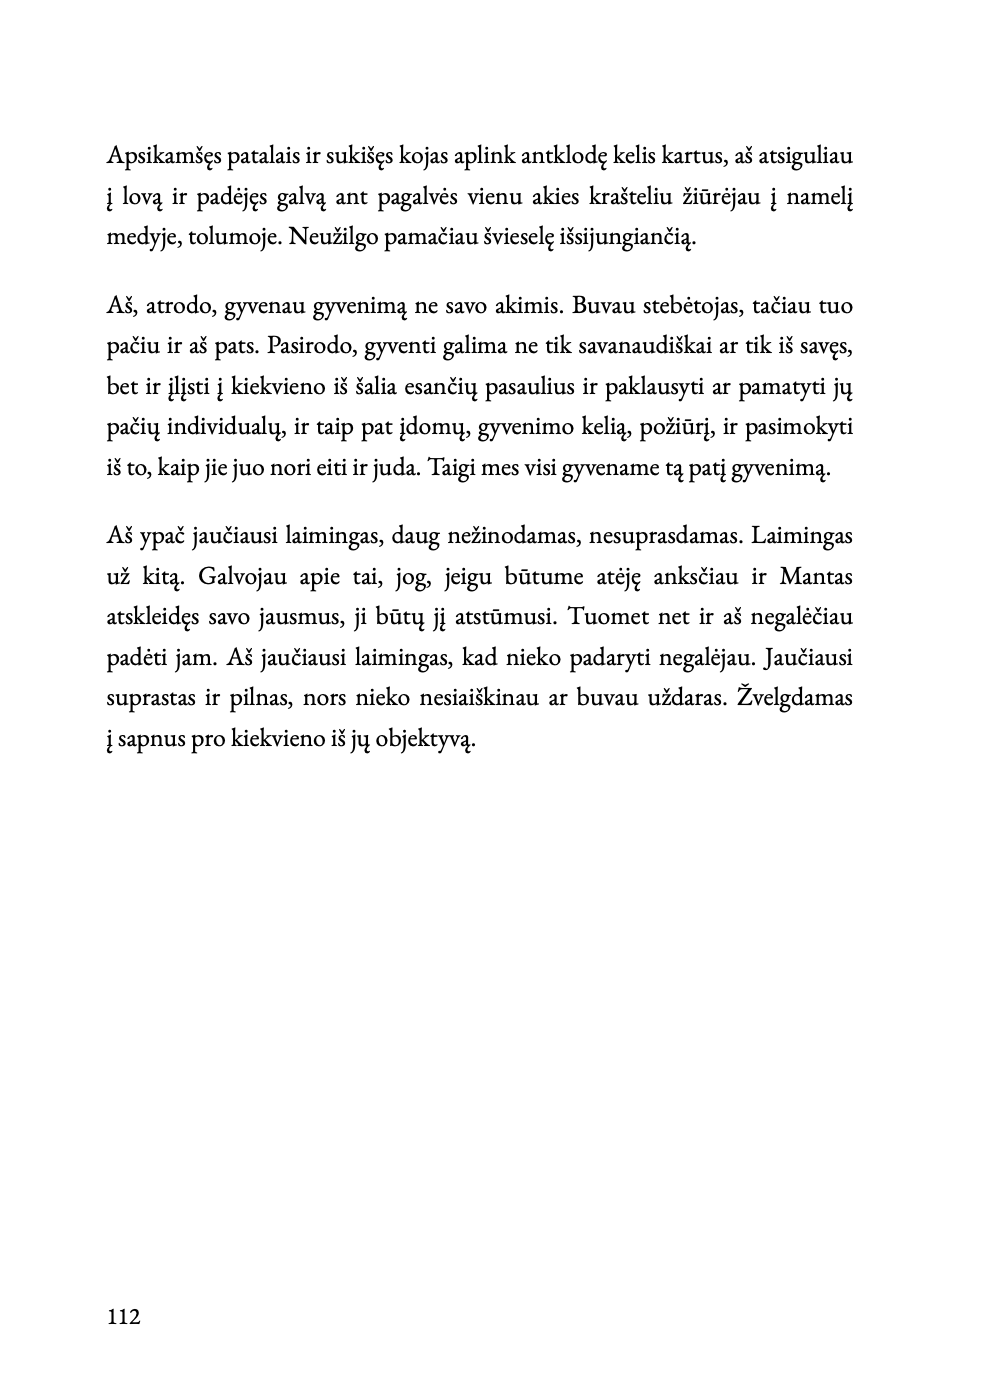 Apsikamšęs patalais ir sukišęs kojas aplink antklodę kelis kartus, aš atsiguliau
į lovą ir padėjęs galvą ant pagalvės vienu akies krašteliu žiūrėjau į namelį
medyje, tolumoje. Neužilgo pamačiau švieselę išsijungiančią.
Aš, atrodo, gyvenau gyvenimą ne savo akimis. Buvau stebėtojas, tačiau tuo
pačiu ir aš pats. Pasirodo, gyventi galima ne tik savanaudiškai ar tik iš savęs,
bet ir įlįsti į kiekvieno iš šalia esančių pasaulius ir paklausyti ar pamatyti jų
pačių individualų, ir taip pat įdomų, gyvenimo kelią, požiūrį, ir pasimokyti
iš to, kaip jie juo nori eiti ir juda. Taigi mes visi gyvename tą patį gyvenimą.
Aš ypač jaučiausi laimingas, daug nežinodamas, nesuprasdamas. Laimingas
už kitą. Galvojau apie tai, jog, jeigu būtume atėję anksčiau ir Mantas
atskleidęs savo jausmus, ji būtų jį atstūmusi. Tuomet net ir aš negalėčiau
padėti jam. Aš jaučiausi laimingas, kad nieko padaryti negalėjau. Jaučiausi
suprastas ir pilnas, nors nieko nesiaiškinau ar buvau uždaras. Žvelgdamas
į sapnus pro kiekvieno iš jų objektyvą.
112